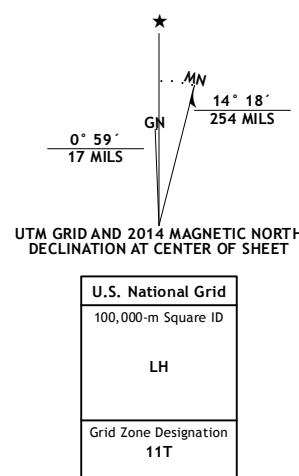 ★
MN
GN
14° 18´
254 MILS
0° 59´
17 MILS
UTM GRID AND 2014 MAGNETIC NORTH
DECLINATION AT CENTER OF SHEET
U.S. National Grid
100,000-m Square ID
LH
Grid Zone Designation
11T